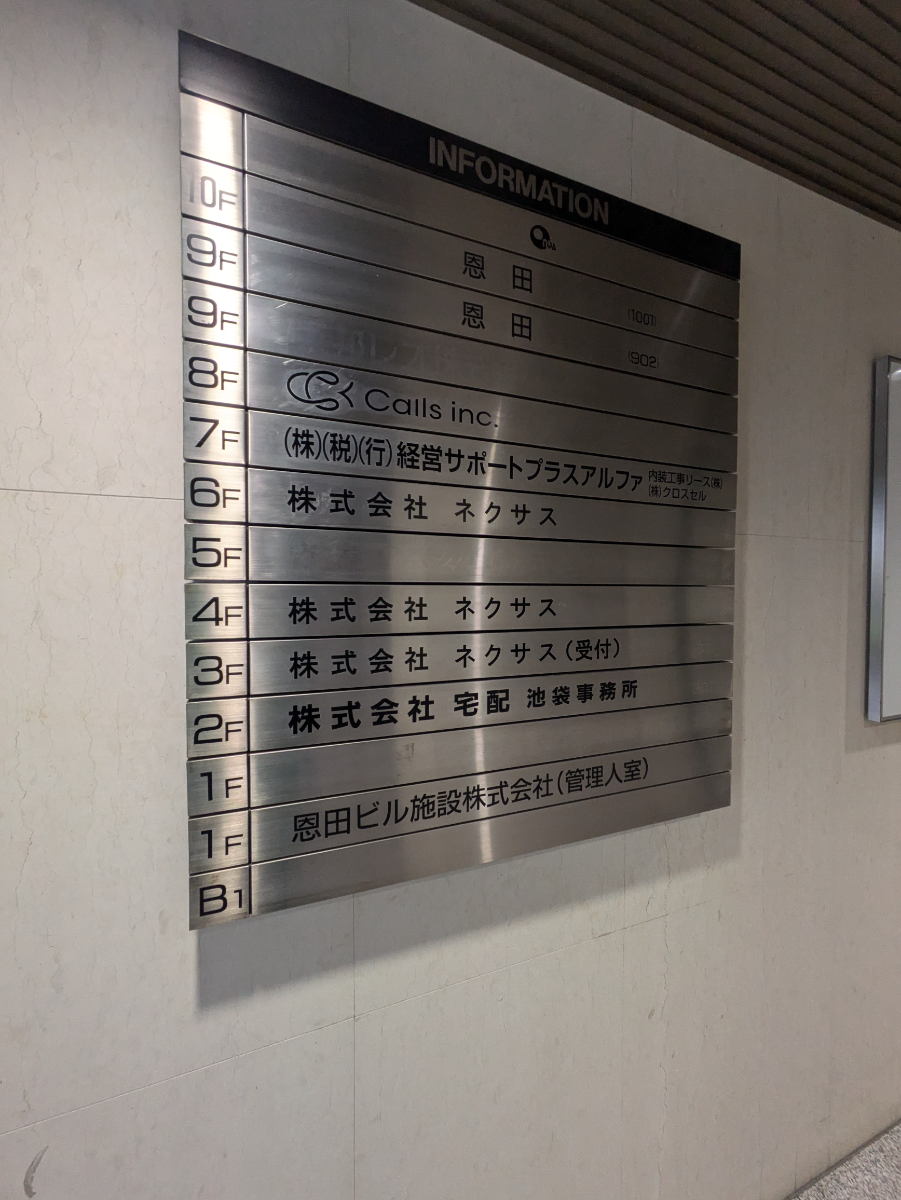 INFORMATION
10F 恩田 (1001)
9F 恩田 (902)
9F
8F Calls inc.
7F (株)(税)(行)経営サポートプラスアルファ 内装工事リース(株)
(株)クロスセル
6F 株式会社 ネクサス
5F
4F 株式会社 ネクサス
3F 株式会社 ネクサス(受付)
2F 株式会社 宅配 池袋事務所
1F
1F 恩田ビル施設株式会社(管理人室)
B1